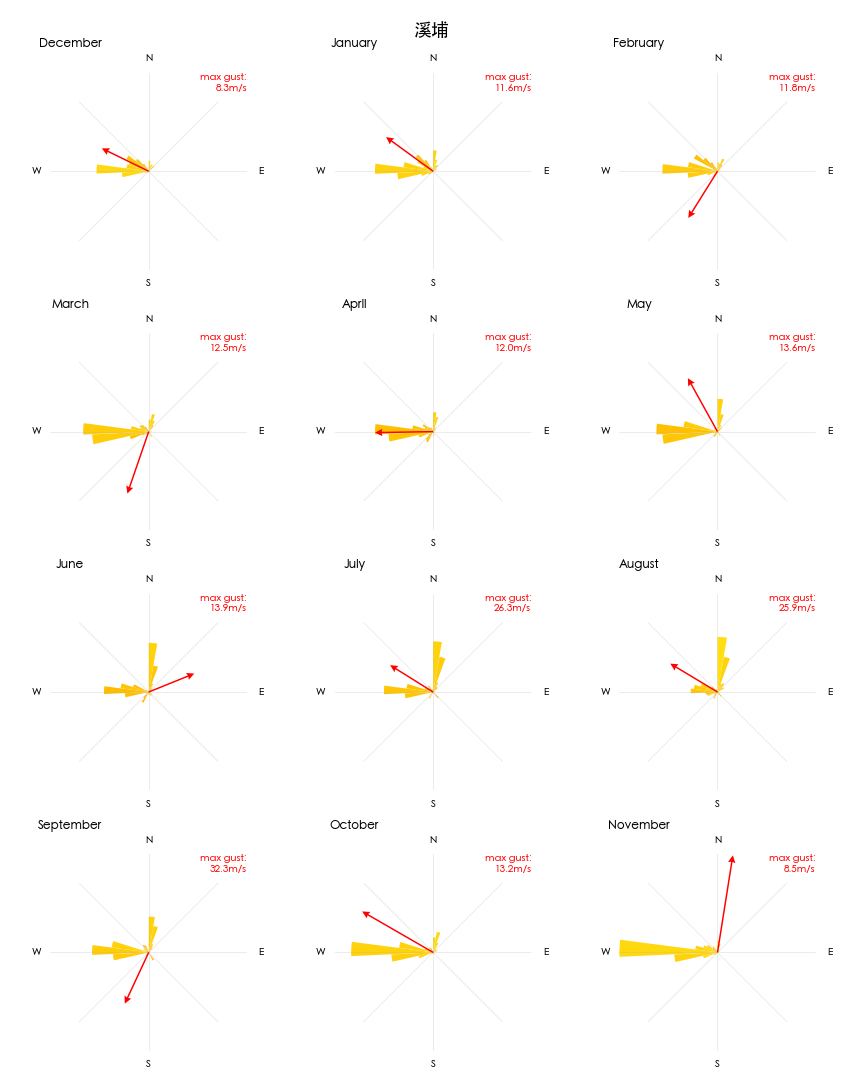 溪埔
December
N
max gust:
8.3m/s
W
E
S
January
N
max gust:
11.6m/s
W
E
S
February
N
max gust:
11.8m/s
W
E
S
March
N
max gust:
12.5m/s
W
E
S
April
N
max gust:
12.0m/s
W
E
S
May
N
max gust:
13.6m/s
W
E
S
June
N
max gust:
13.9m/s
W
E
S
July
N
max gust:
26.3m/s
W
E
S
August
N
max gust:
25.9m/s
W
E
S
September
N
max gust:
32.3m/s
W
E
S
October
N
max gust:
13.2m/s
W
E
S
November
N
max gust:
8.5m/s
W
E
S